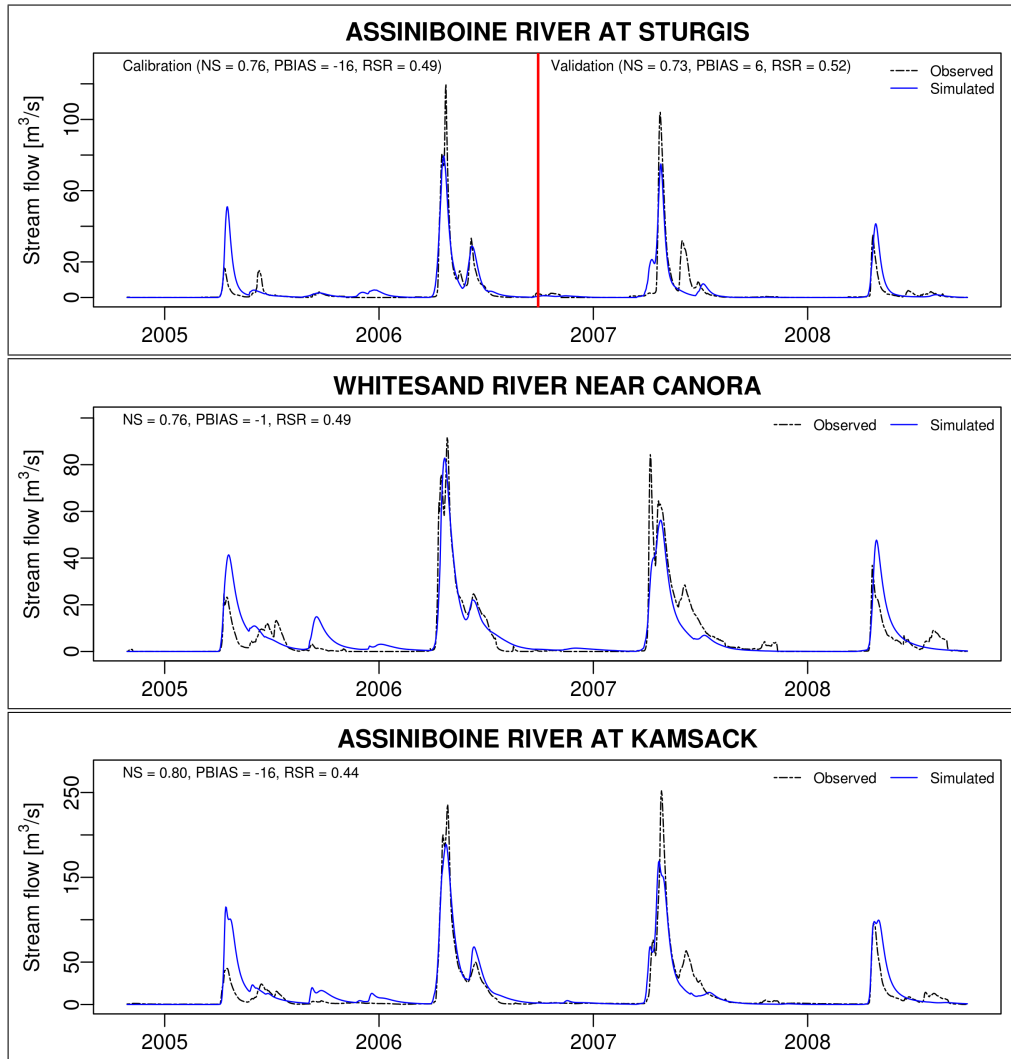 ASSINIBOINE RIVER AT STURGIS
Calibration (NS = 0.76, PBIAS = -16, RSR = 0.49)
Validation (NS = 0.73, PBIAS = 6, RSR = 0.52)
Observed
Simulated
Stream flow [m³/s]
100
60
20
0
2005
2006
2007
2008
WHITESAND RIVER NEAR CANORA
NS = 0.76, PBIAS = -1, RSR = 0.49
Observed
Simulated
Stream flow [m³/s]
80
60
40
20
0
2005
2006
2007
2008
ASSINIBOINE RIVER AT KAMSACK
NS = 0.80, PBIAS = -16, RSR = 0.44
Observed
Simulated
Stream flow [m³/s]
250
150
50
0
2005
2006
2007
2008